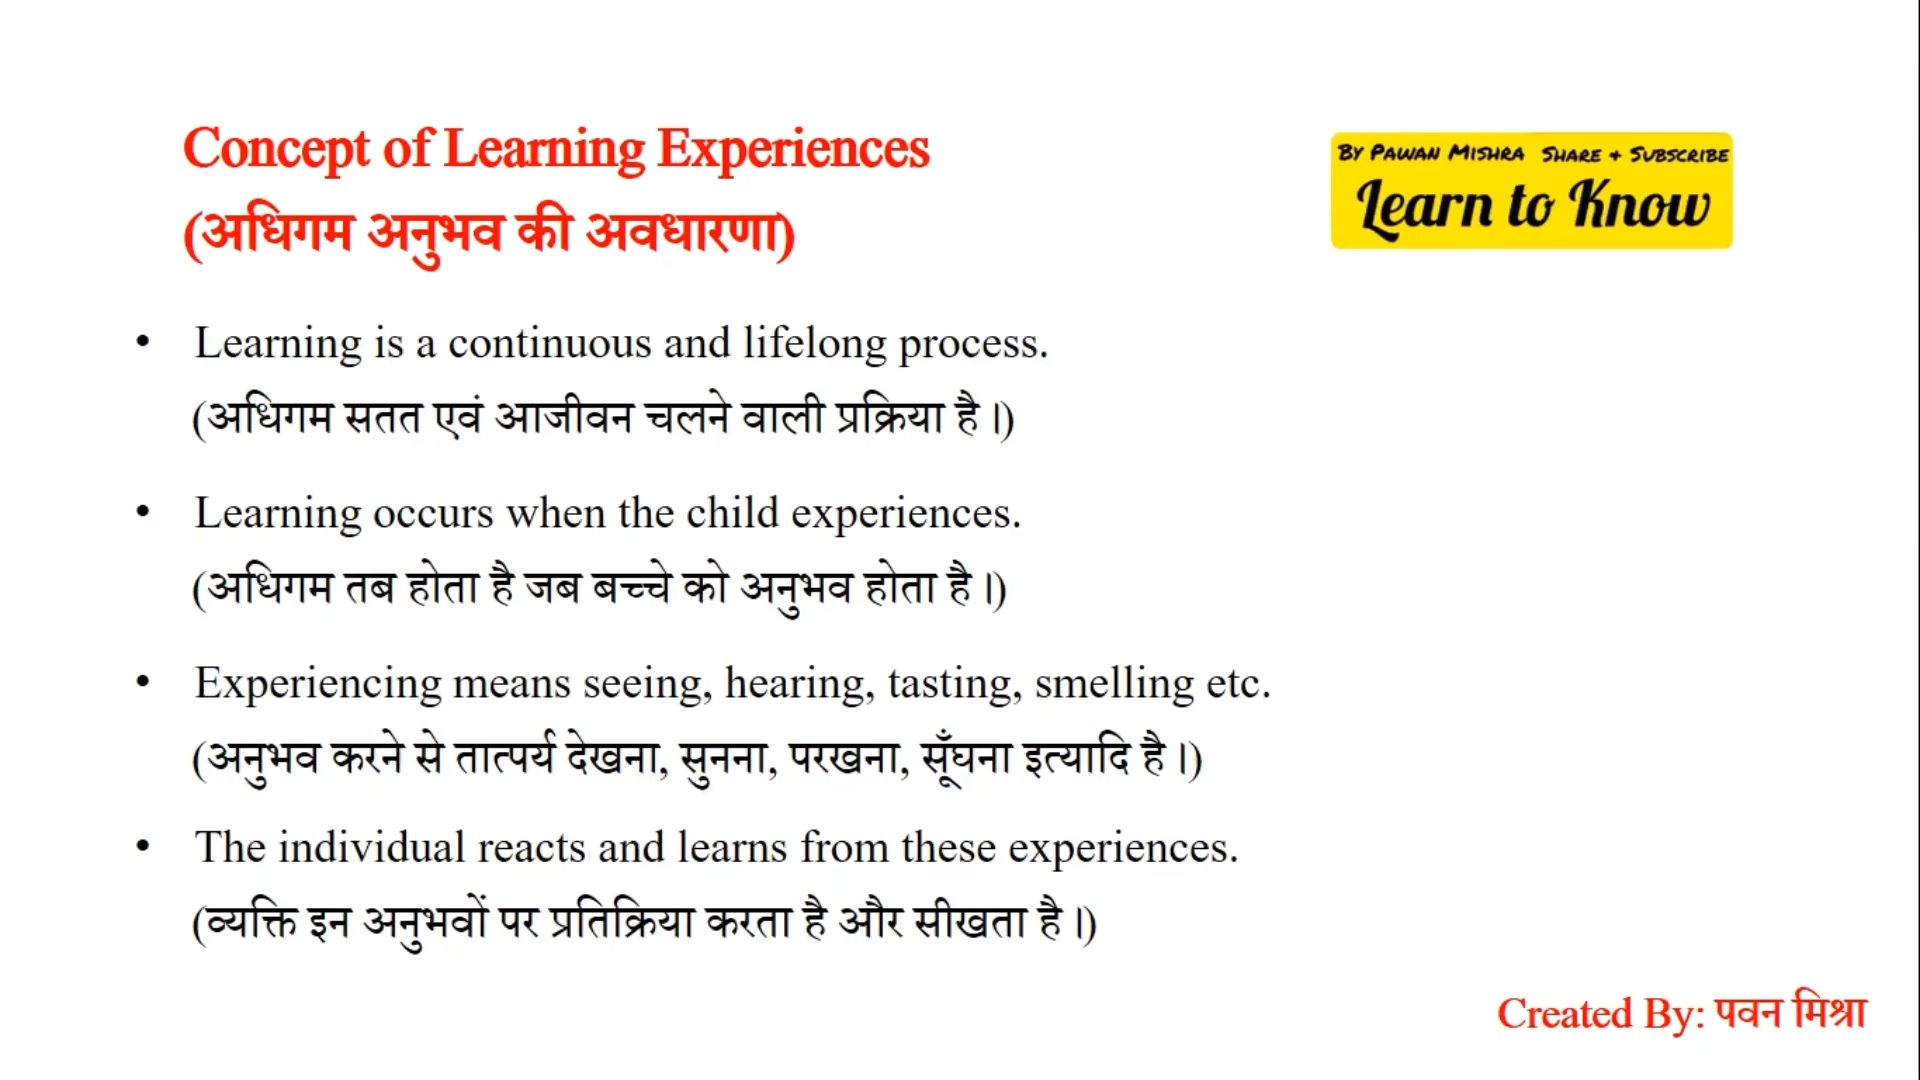 Concept of Learning Experiences
(अधिगम अनुभव की अवधारणा)
By Pawan Mishra Share + Subscribe
Learn to Know
• Learning is a continuous and lifelong process.
(अधिगम सतत एवं आजीवन चलने वाली प्रक्रिया है।)
• Learning occurs when the child experiences.
(अधिगम तब होता है जब बच्चे को अनुभव होता है।)
• Experiencing means seeing, hearing, tasting, smelling etc.
(अनुभव करने से तात्पर्य देखना, सुनना, परखना, सूँघना इत्यादि है।)
• The individual reacts and learns from these experiences.
(व्यक्ति इन अनुभवों पर प्रतिक्रिया करता है और सीखता है।)
Created By: पवन मिश्रा